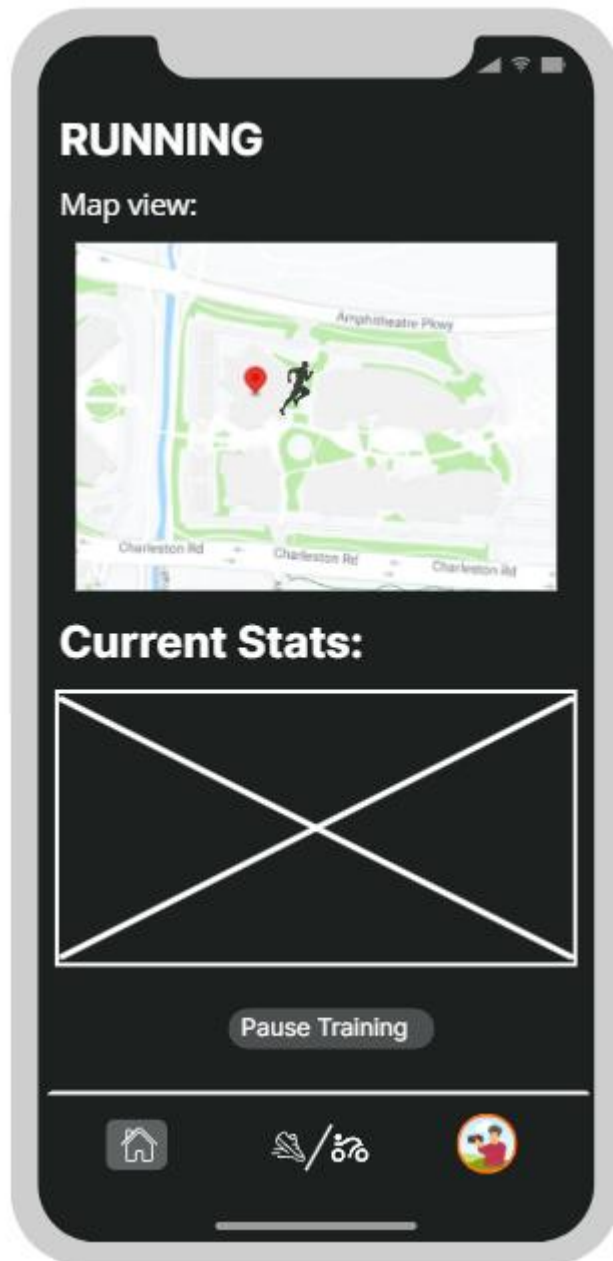 RUNNING
Map view:
Amphitheatre Pkwy
Charleston Rd
Charleston Rd
Charleston Rd
Current Stats:
Pause Training